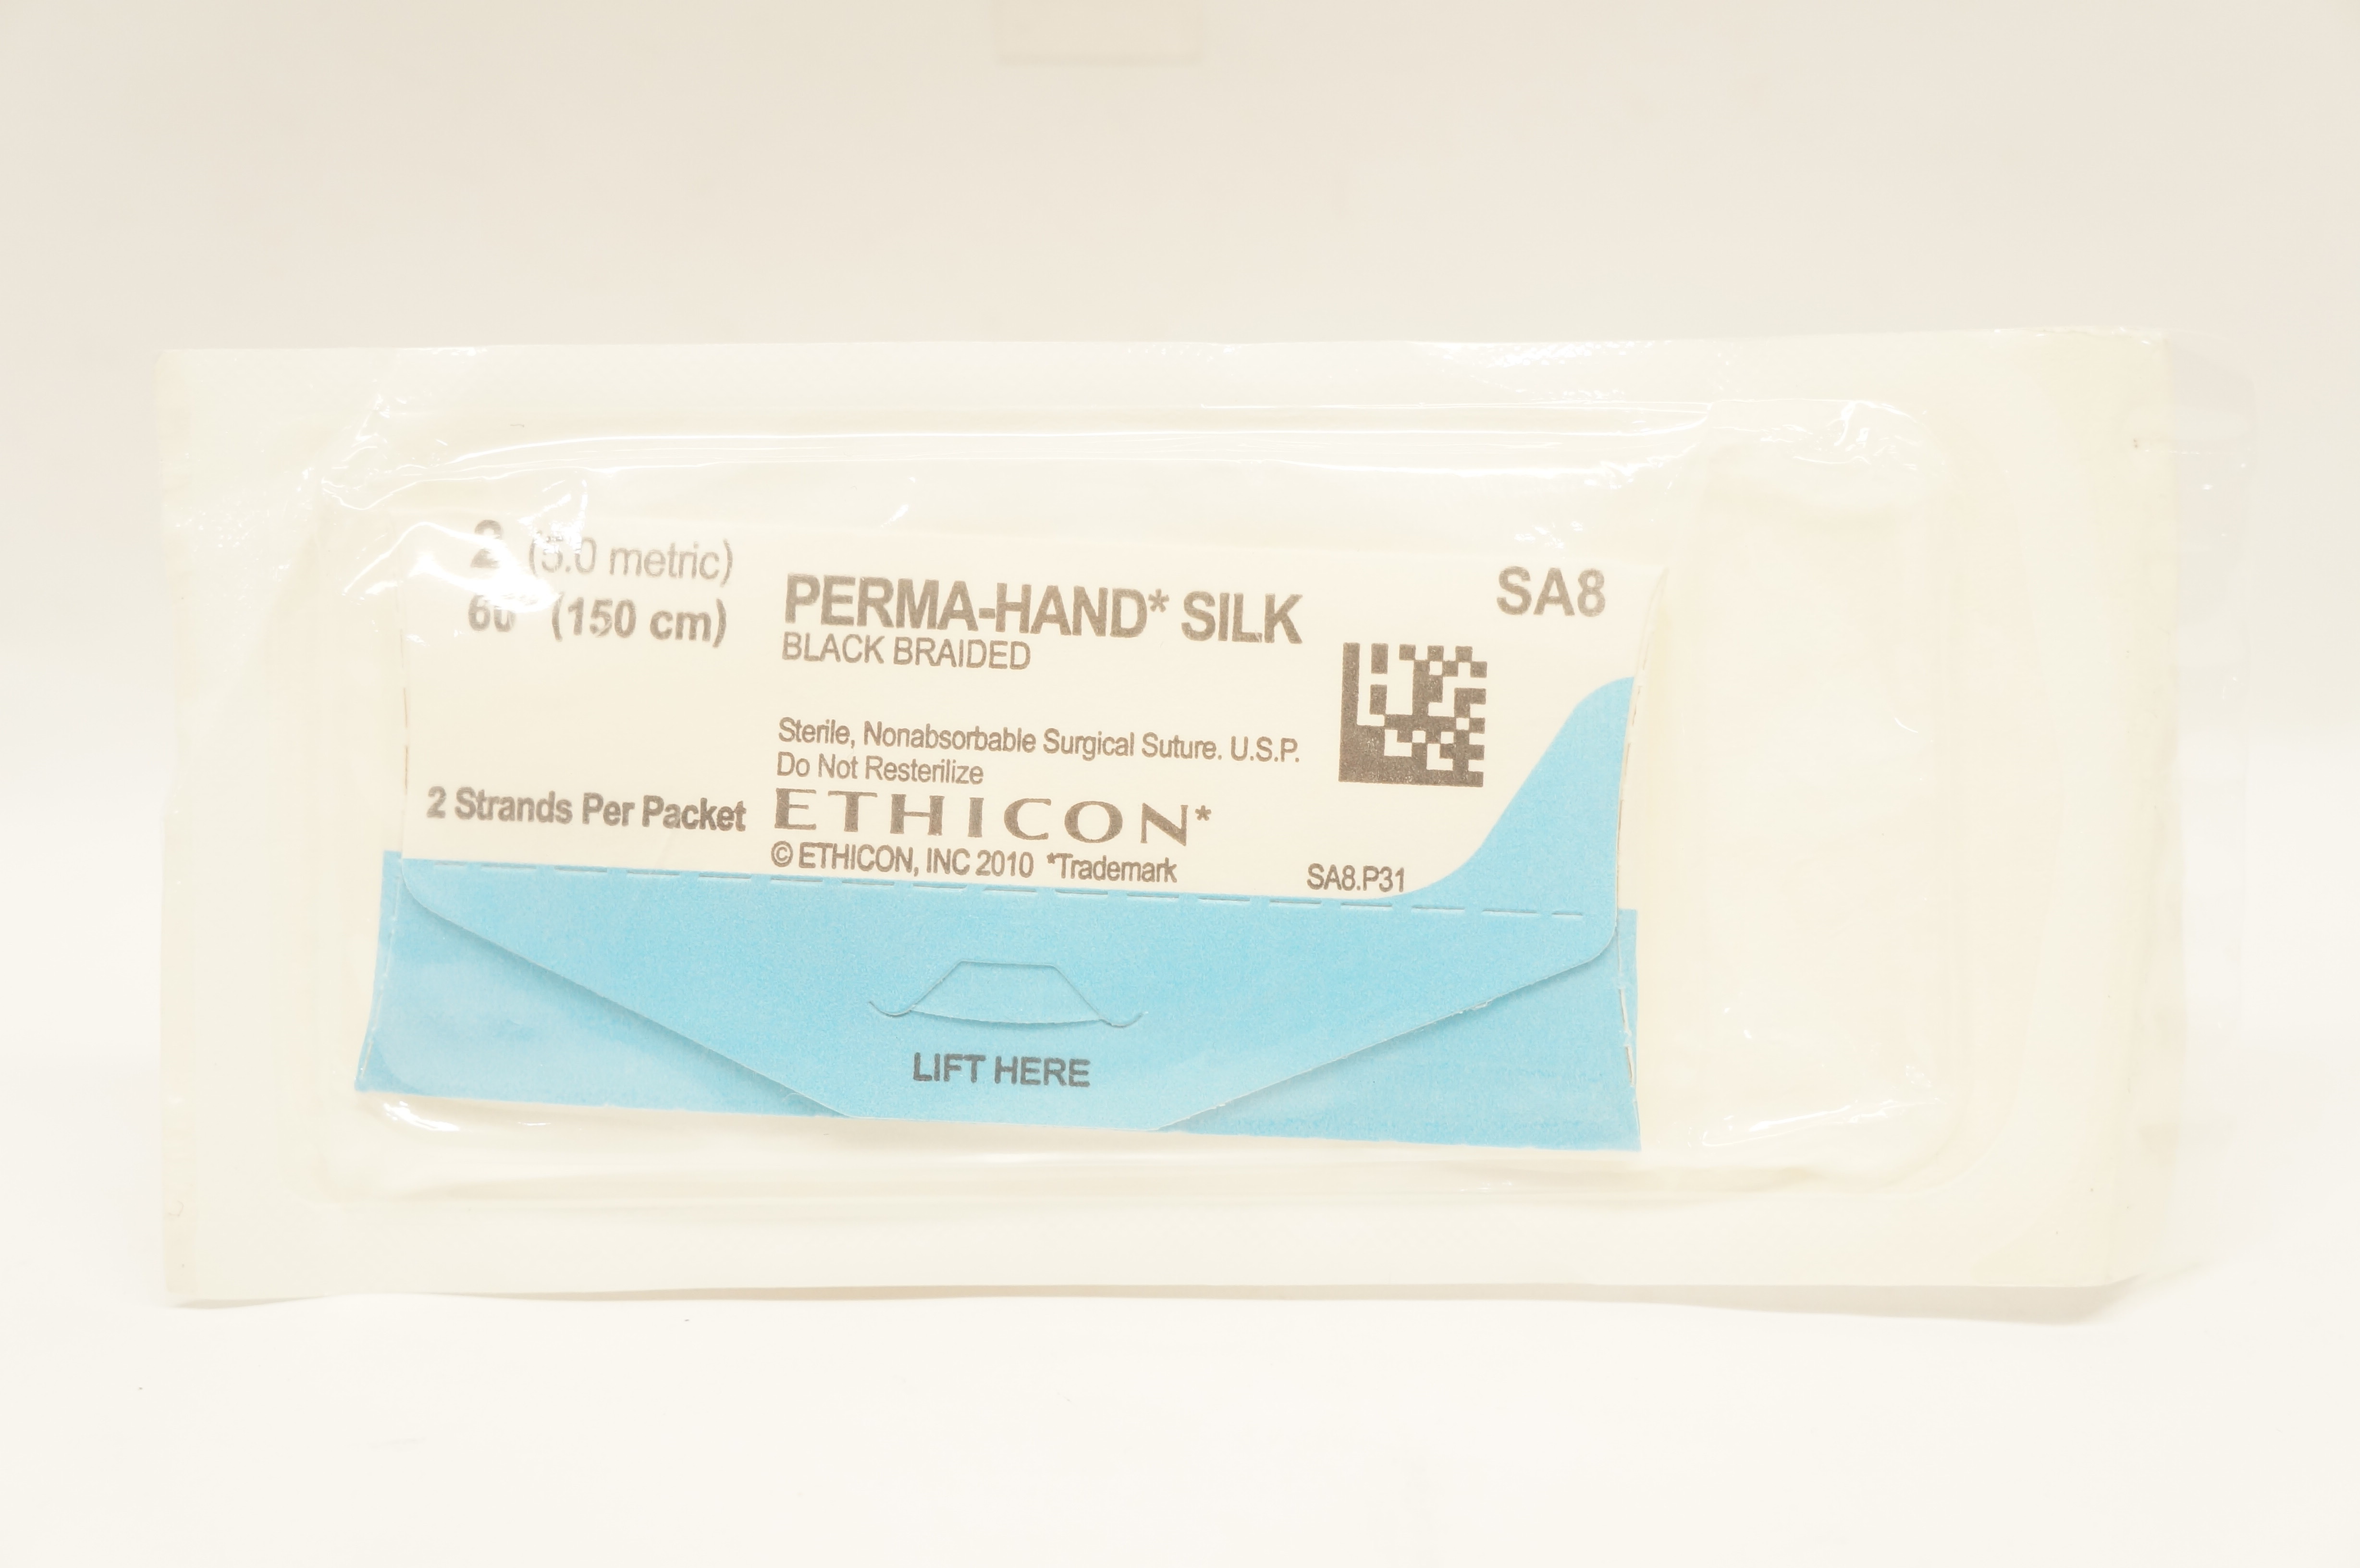 2 (5.0 metric)
60" (150 cm)
PERMA-HAND* SILK
BLACK BRAIDED
SA8
Sterile, Nonabsorbable Surgical Suture. U.S.P.
Do Not Resterilize
2 Strands Per Packet
ETHICON*
© ETHICON, INC 2010 *Trademark
SA8.P31
LIFT HERE